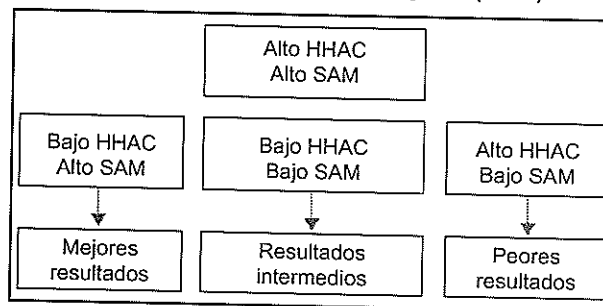 Alto HHAC
Alto SAM
Bajo HHAC
Alto SAM
Bajo HHAC
Bajo SAM
Alto HHAC
Bajo SAM
Mejores
resultados
Resultados
intermedios
Peores
resultados